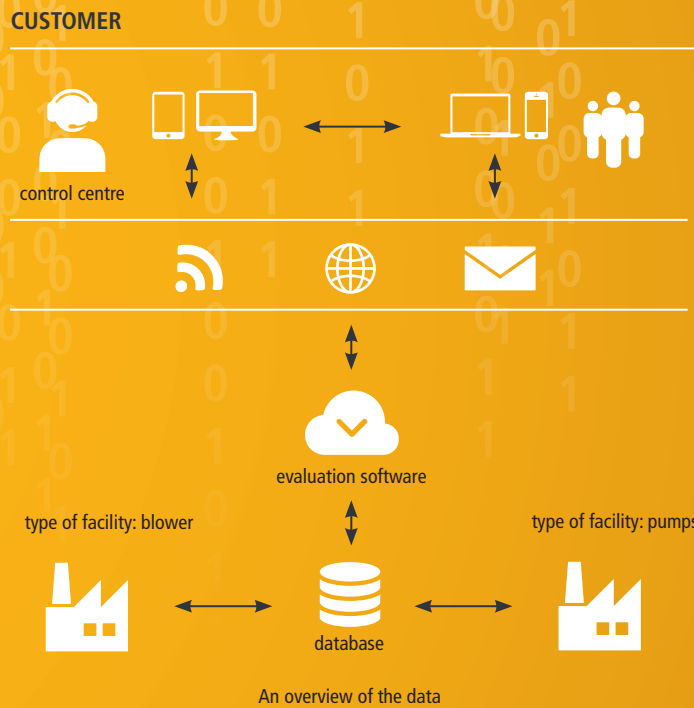 CUSTOMER
control centre
evaluation software
type of facility: blower
type of facility: pumps
database
An overview of the data